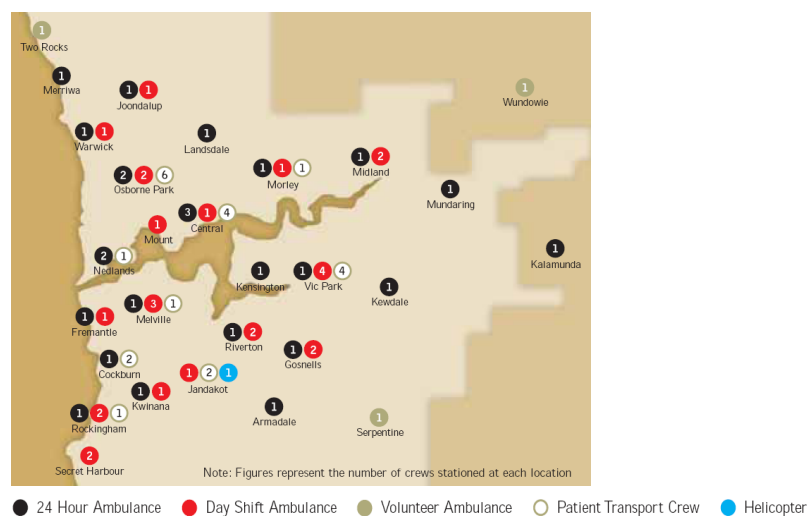 1
Two Rocks
1
Merriwa
1 1
Joondalup
1
Wundowie
1 1
Warwick
1
Landsdale
1 2
Midland
1 1 1
Morley
2 2 6
Osborne Park
1
Mundaring
3 1 4
Central
1
Mount
1
Kalamunda
2 1
Nedlands
1
Kensington
1 4 4
Vic Park
1
Kewdale
1 3 1
Melville
1 1
Fremantle
1 2
Riverton
1 2
Gosnells
1 2
Cockburn
1 2 1
Jandakot
1 1
Kwinana
1
Armadale
1 2 1
Rockingham
1
Serpentine
2
Secret Harbour
Note: Figures represent the number of crews stationed at each location
24 Hour Ambulance Day Shift Ambulance Volunteer Ambulance Patient Transport Crew Helicopter